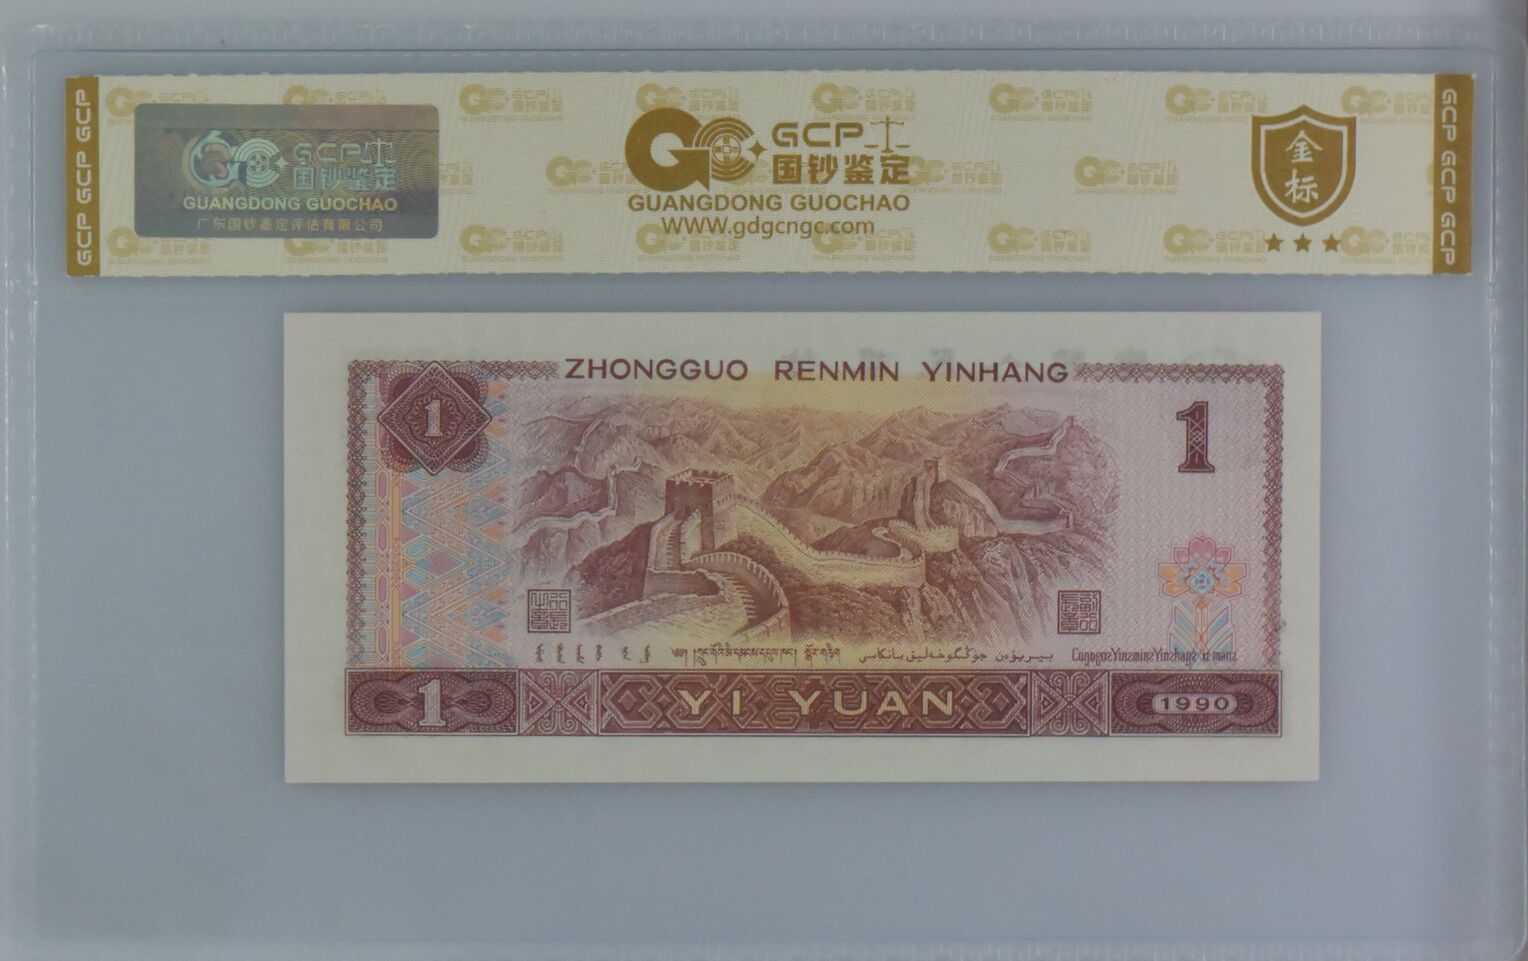 GCP GCP GCP
GCP 国钞鉴定
GUANGDONG GUOCHAO
广东国钞鉴定评估有限公司
GCP
国钞鉴定
GUANGDONG GUOCHAO
WWW.gdgcngc.com
金标
GCP GCP GCP
ZHONGGUO RENMIN YINHANG
1
1
1
YI YUAN
1990